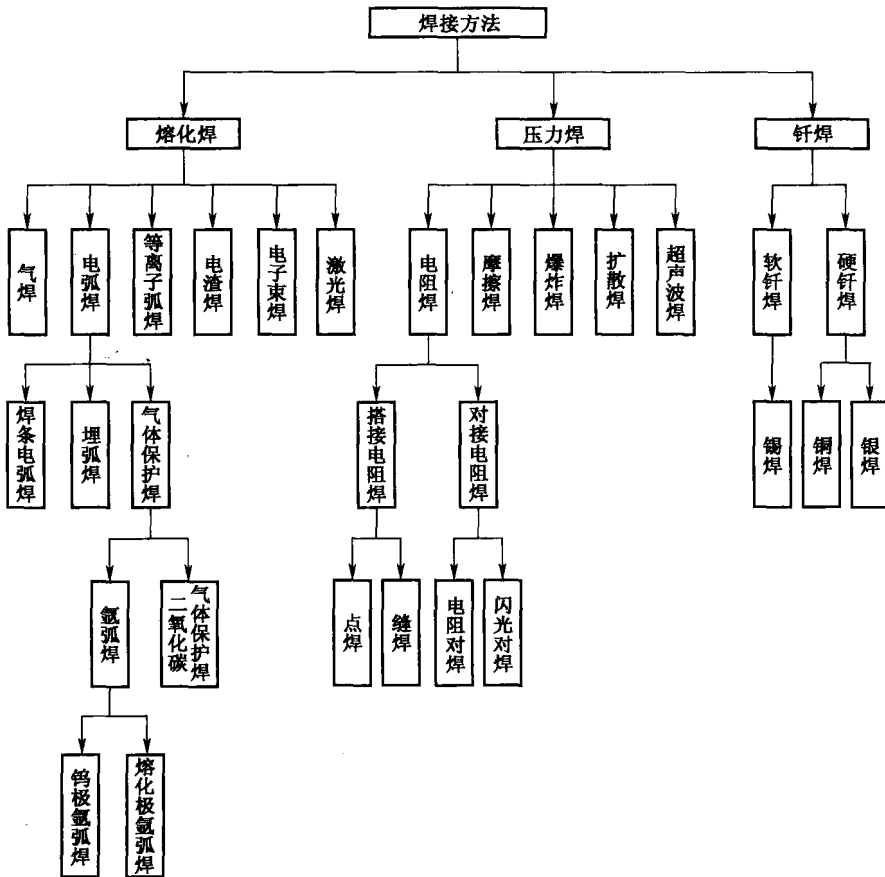 焊接方法
熔化焊
压力焊
钎焊
气焊
电弧焊
等离子弧焊
电渣焊
电子束焊
激光焊
电阻焊
摩擦焊
爆炸焊
扩散焊
超声波焊
软钎焊
硬钎焊
焊条电弧焊
埋弧焊
气体保护焊
搭接电阻焊
对接电阻焊
锡焊
铜焊
银焊
氩弧焊
二氧化碳
气体保护焊
点焊
缝焊
电阻对焊
闪光对焊
钨极氩弧焊
熔化极氩弧焊